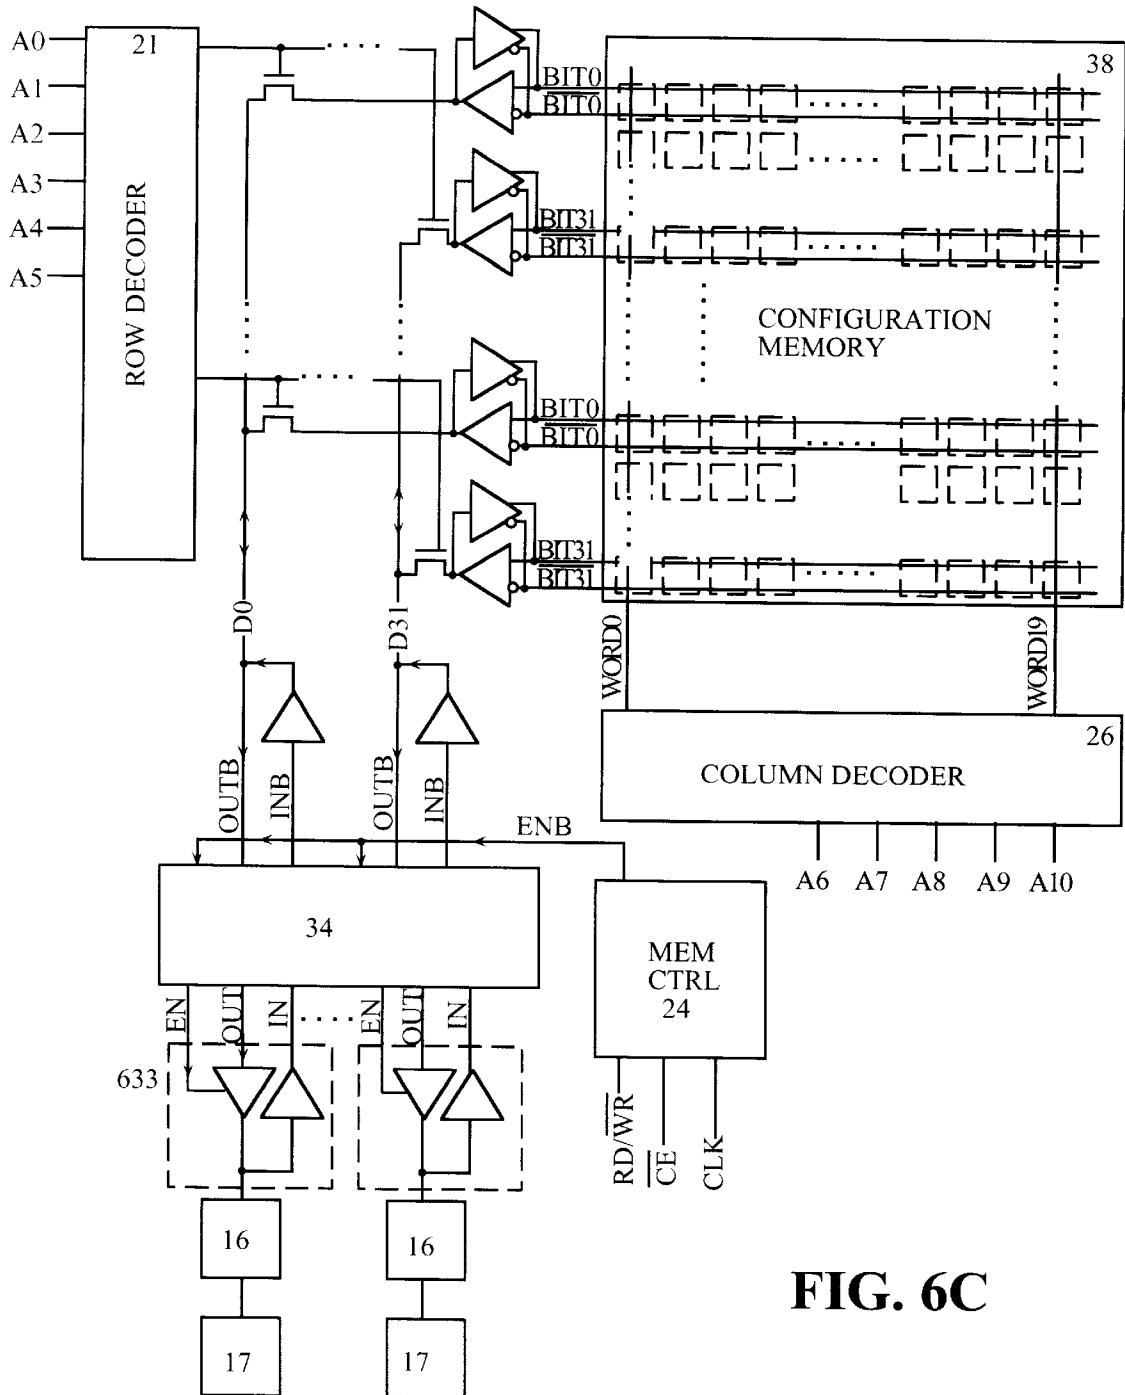 A0
A1
A2
A3
A4
A5
21
ROW DECODER
BIT0
BIT0
BIT31
BIT31
BIT0
BIT0
BIT31
BIT31
38
CONFIGURATION
MEMORY
D0
D31
WORD0
WORD19
26
COLUMN DECODER
A6
A7
A8
A9
A10
OUTB
INB
OUTB
INB
ENB
34
MEM
CTRL
24
EN
OUT
IN
EN
OUT
IN
633
RD/WR
CE
CLK
16
16
17
17
FIG. 6C